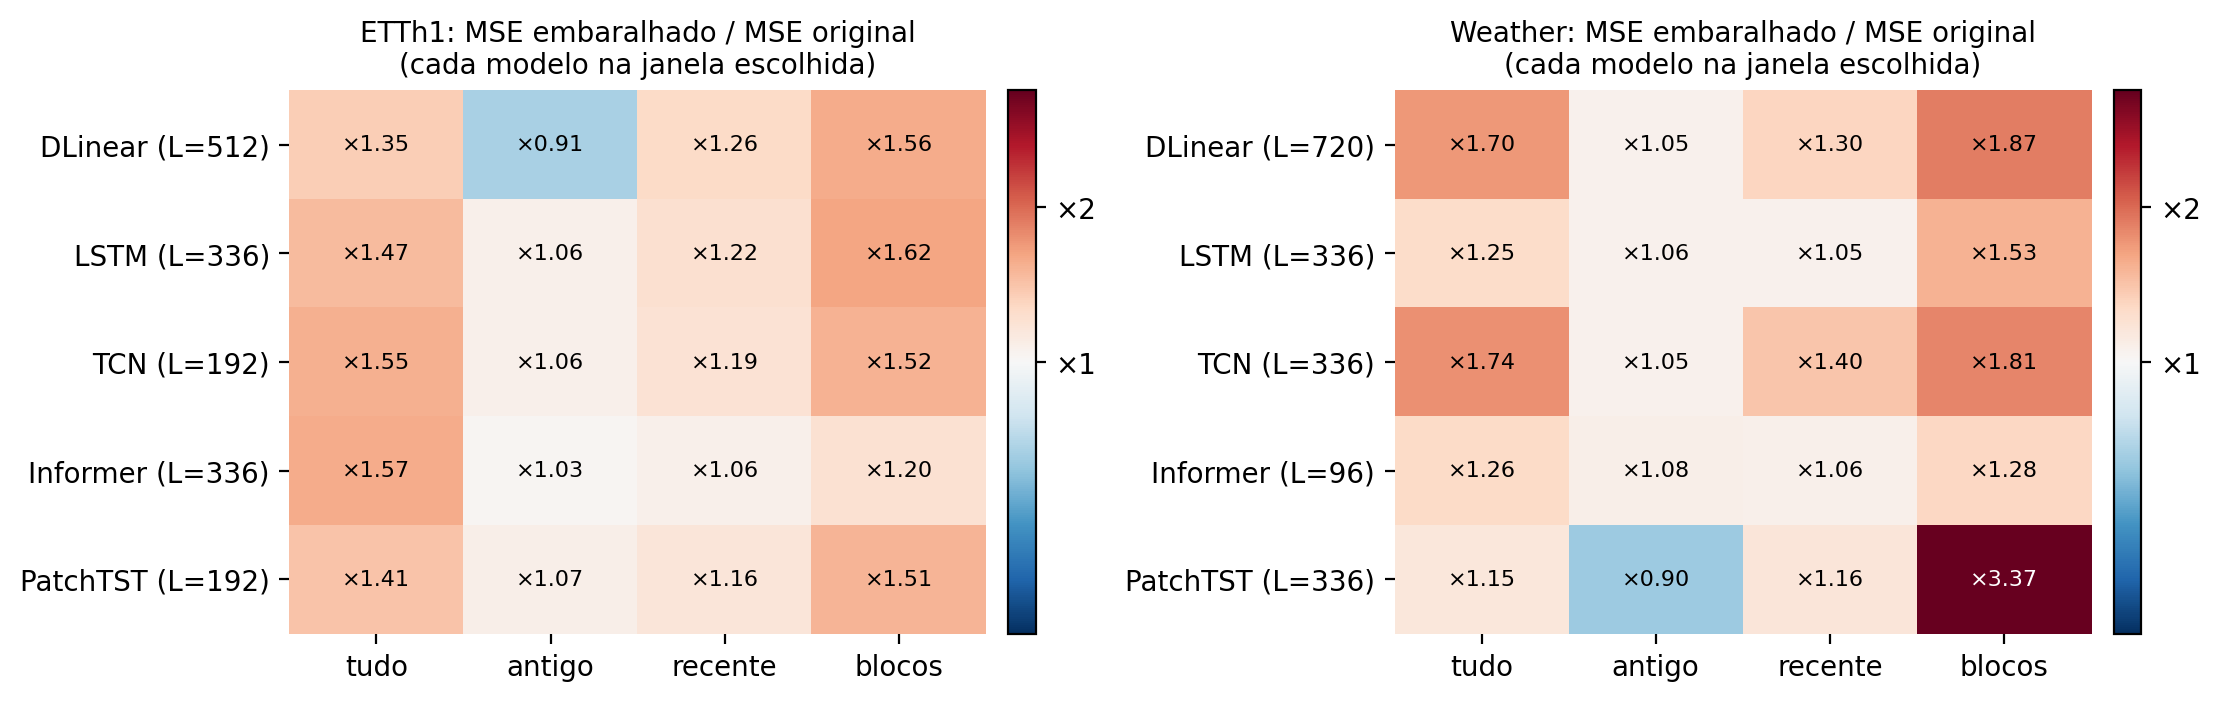 ETTh1: MSE embaralhado / MSE original
(cada modelo na janela escolhida)
DLinear (L=512) ×1.35 ×0.91 ×1.26 ×1.56
LSTM (L=336) ×1.47 ×1.06 ×1.22 ×1.62
TCN (L=192) ×1.55 ×1.06 ×1.19 ×1.52
Informer (L=336) ×1.57 ×1.03 ×1.06 ×1.20
PatchTST (L=192) ×1.41 ×1.07 ×1.16 ×1.51
tudo antigo recente blocos
×2
×1
Weather: MSE embaralhado / MSE original
(cada modelo na janela escolhida)
DLinear (L=720) ×1.70 ×1.05 ×1.30 ×1.87
LSTM (L=336) ×1.25 ×1.06 ×1.05 ×1.53
TCN (L=336) ×1.74 ×1.05 ×1.40 ×1.81
Informer (L=96) ×1.26 ×1.08 ×1.06 ×1.28
PatchTST (L=336) ×1.15 ×0.90 ×1.16 ×3.37
tudo antigo recente blocos
×2
×1